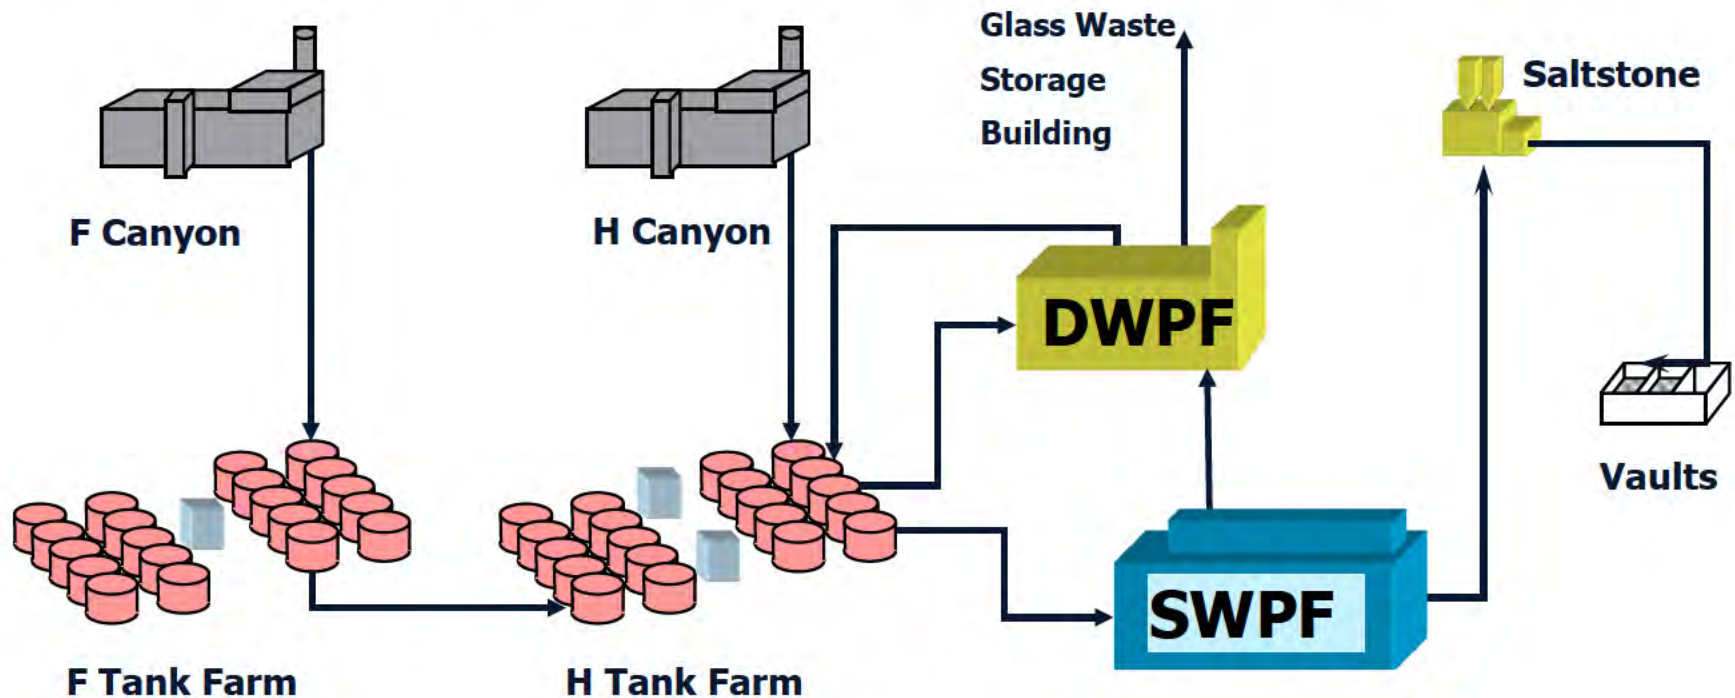 Glass Waste
Storage
Building
Saltstone
F Canyon
H Canyon
DWPF
Vaults
SWPF
F Tank Farm
H Tank Farm